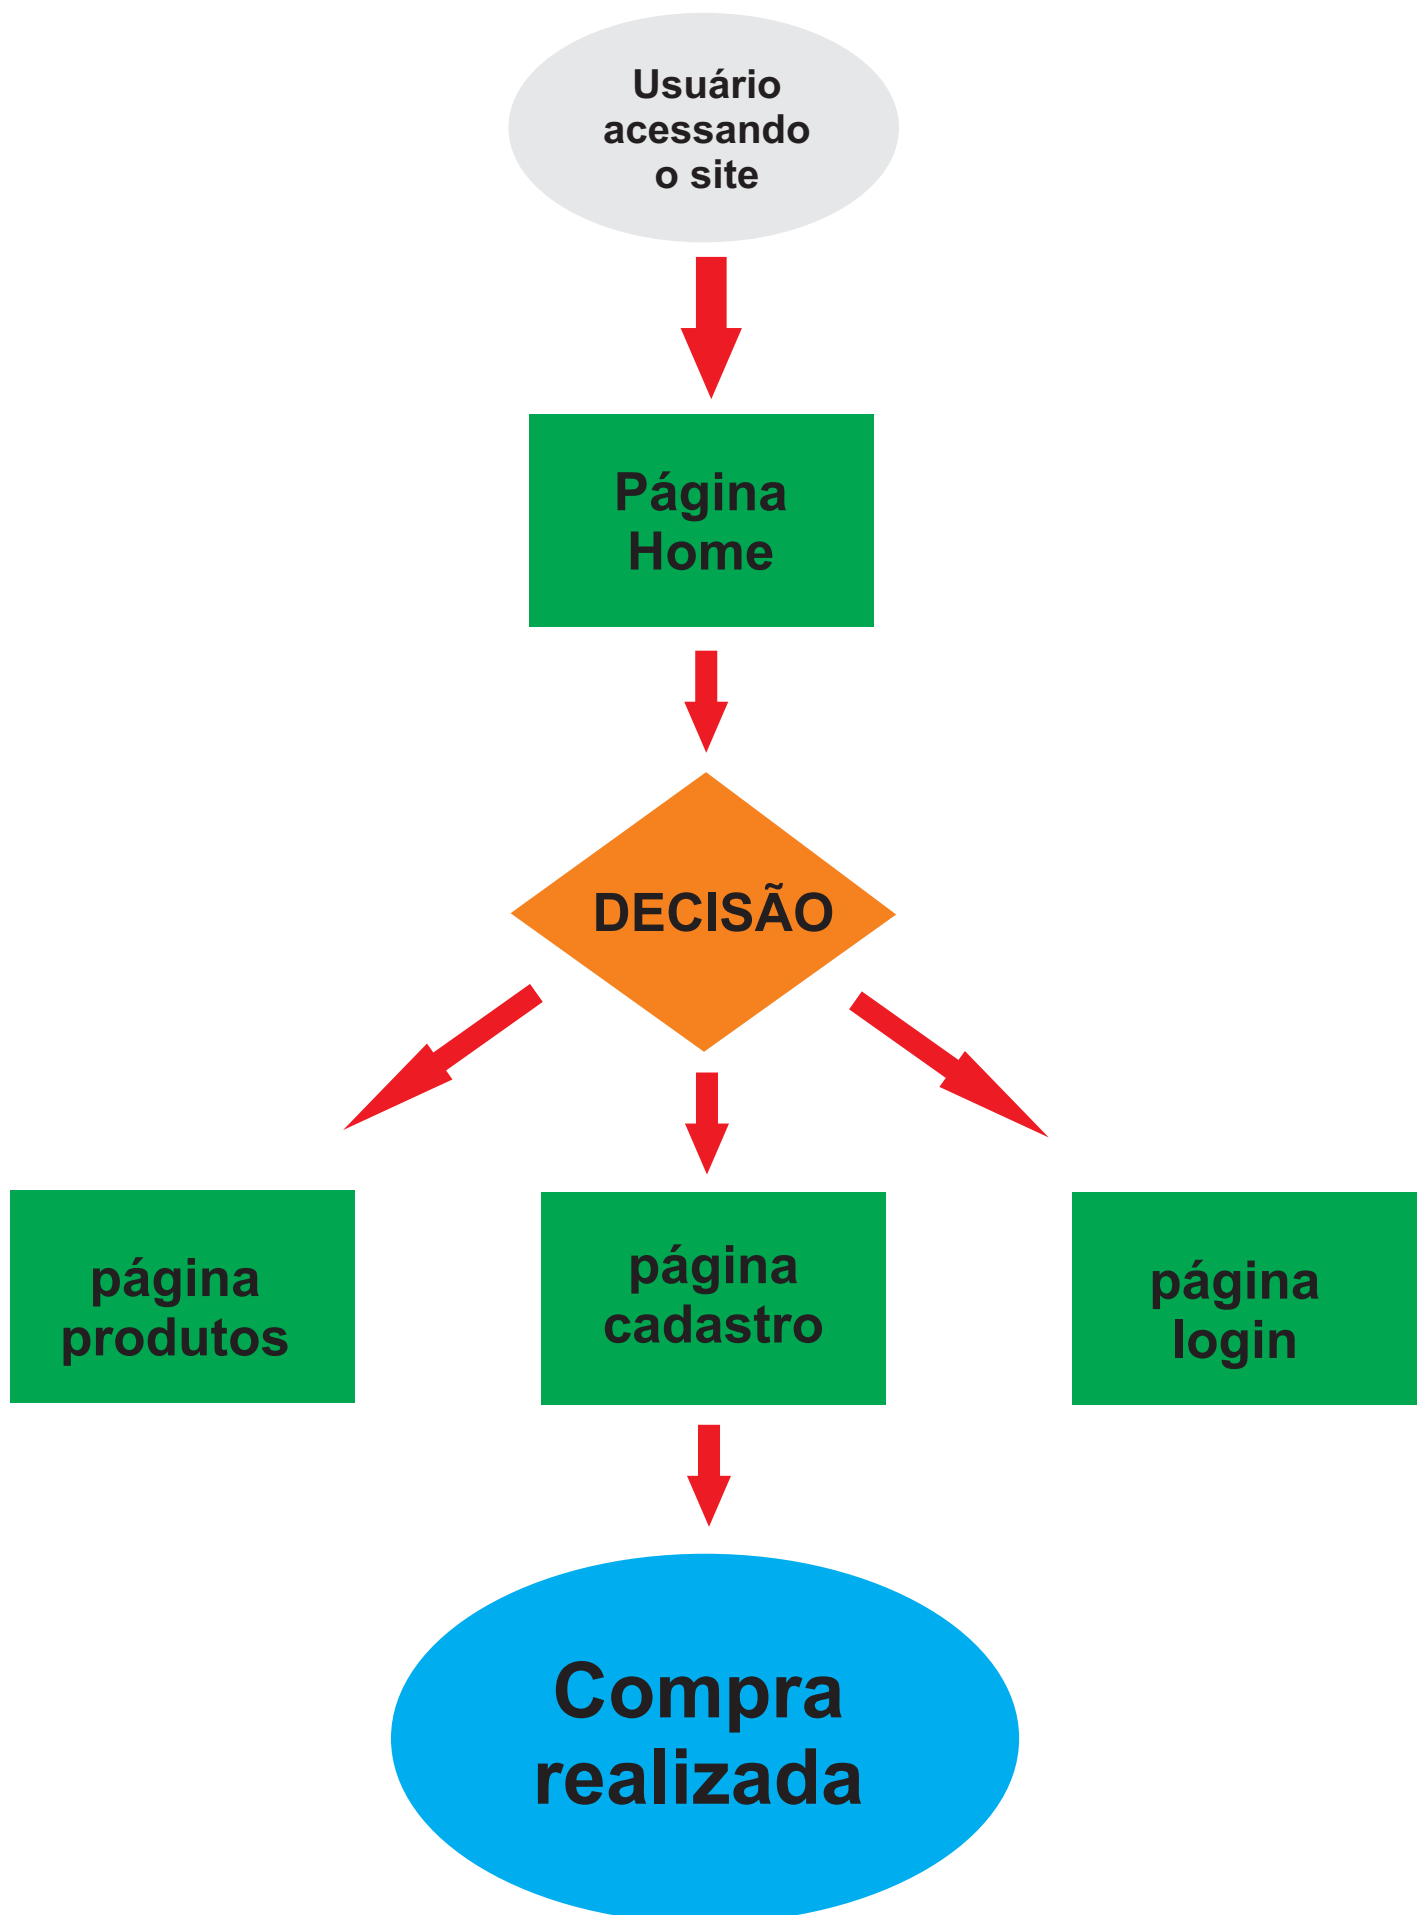 Usuário
acessando
o site
Página
Home
DECISÃO
página
produtos
página
cadastro
página
login
Compra
realizada